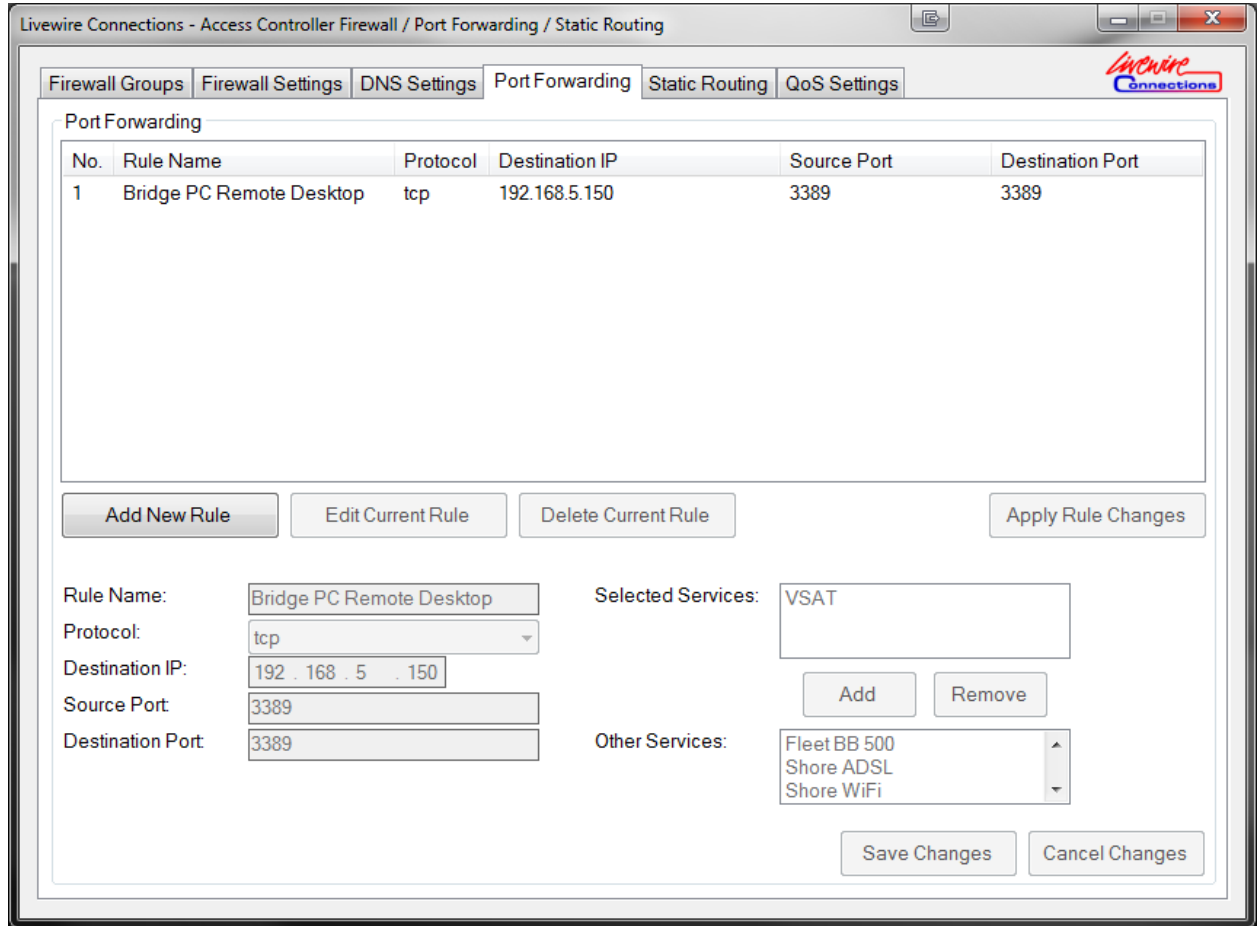 Livewire Connections - Access Controller Firewall / Port Forwarding / Static Routing
Livewire
Connections
Firewall Groups Firewall Settings DNS Settings Port Forwarding Static Routing QoS Settings
Port Forwarding
No. Rule Name Protocol Destination IP Source Port Destination Port
1 Bridge PC Remote Desktop tcp 192.168.5.150 3389 3389
Add New Rule Edit Current Rule Delete Current Rule Apply Rule Changes
Rule Name: Bridge PC Remote Desktop Selected Services: VSAT
Protocol: tcp
Destination IP: 192 . 168 . 5 . 150
Source Port: 3389 Add Remove
Destination Port: 3389 Other Services: Fleet BB 500
Shore ADSL
Shore WiFi
Save Changes Cancel Changes